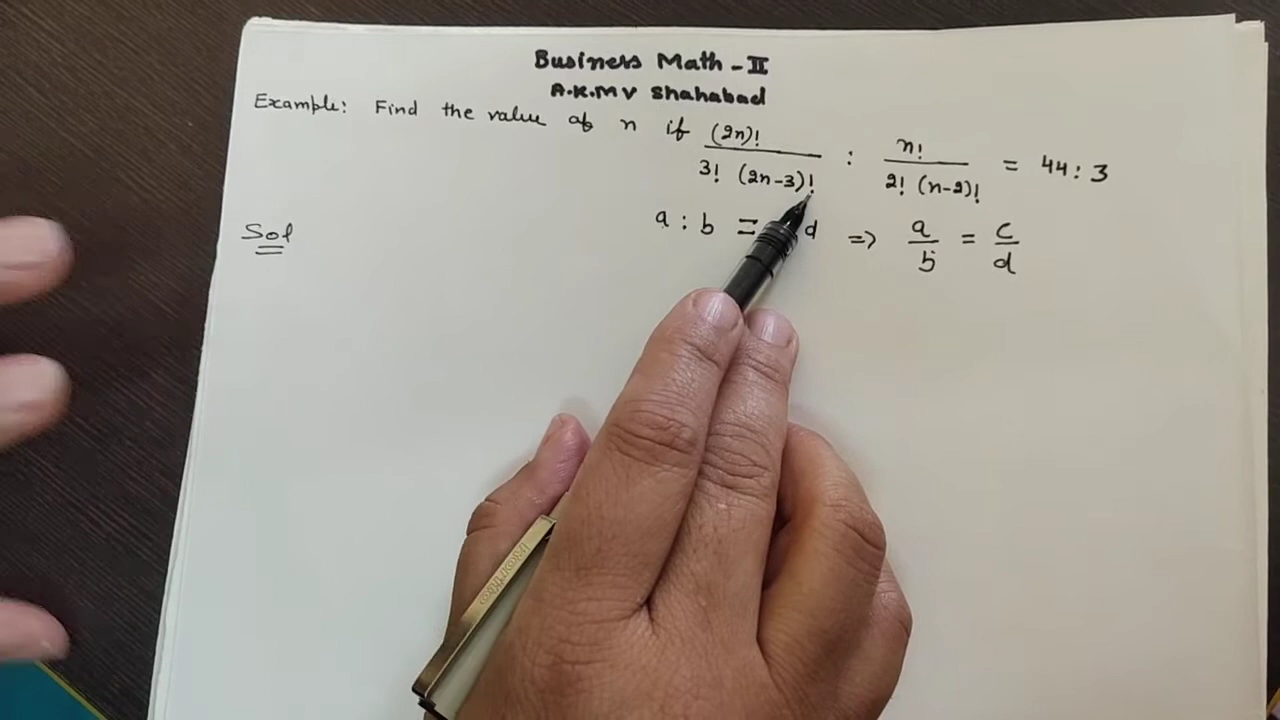 Business Math - II
A.K.M V Shahabad
Example: Find the value of n if (2n)! / 3! (2n-3)! : n! / 2! (n-2)! = 44 : 3
a : b = d => a/b = c/d
Sol